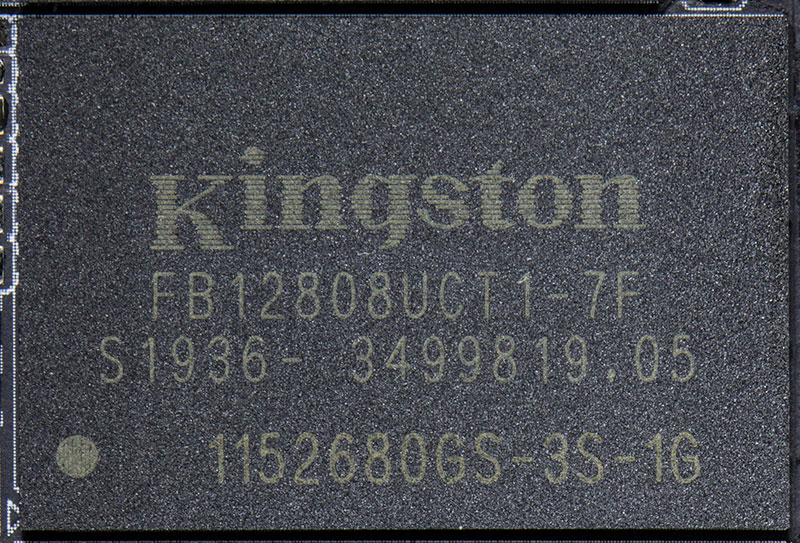 Kingston
FB12808UCT1-7F
S1936- 3499819.05
1152680GS-3S-1G